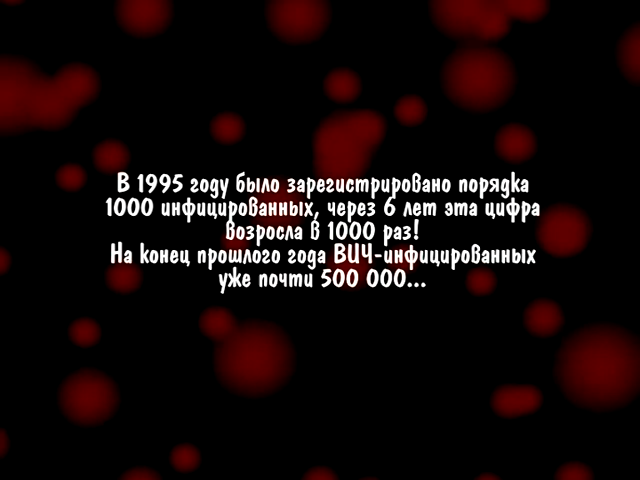 В 1995 году было зарегистрировано порядка
1000 инфицированных, через 6 лет эта цифра
возросла в 1000 раз!
На конец прошлого года ВИЧ-инфицированных
уже почти 500 000...